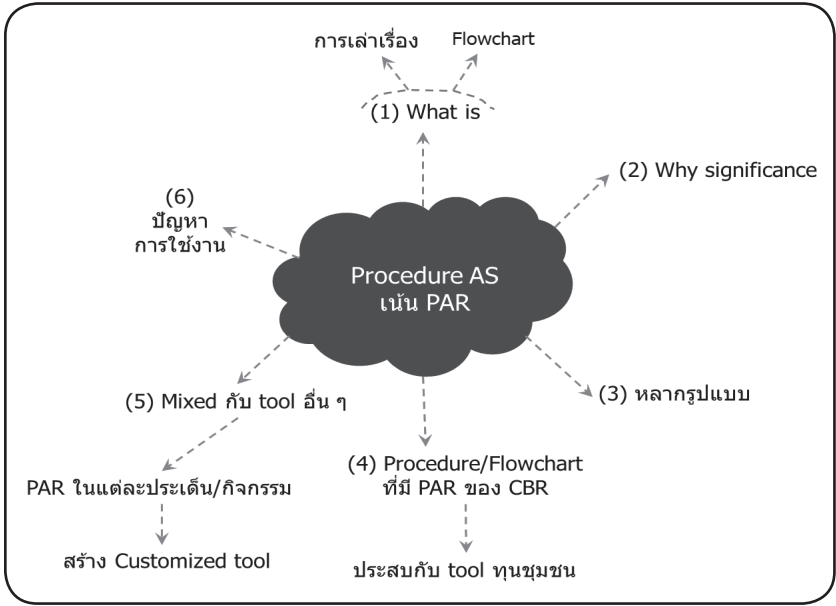 การเล่าเรื่อง
Flowchart
(1) What is
(2) Why significance
(6)
ปัญหา
การใช้งาน
Procedure AS
เน้น PAR
(3) หลากรูปแบบ
(5) Mixed กับ tool อื่น ๆ
(4) Procedure/Flowchart
ที่มี PAR ของ CBR
PAR ในแต่ละประเด็น/กิจกรรม
สร้าง Customized tool
ประสบกับ tool ทุนชุมชน